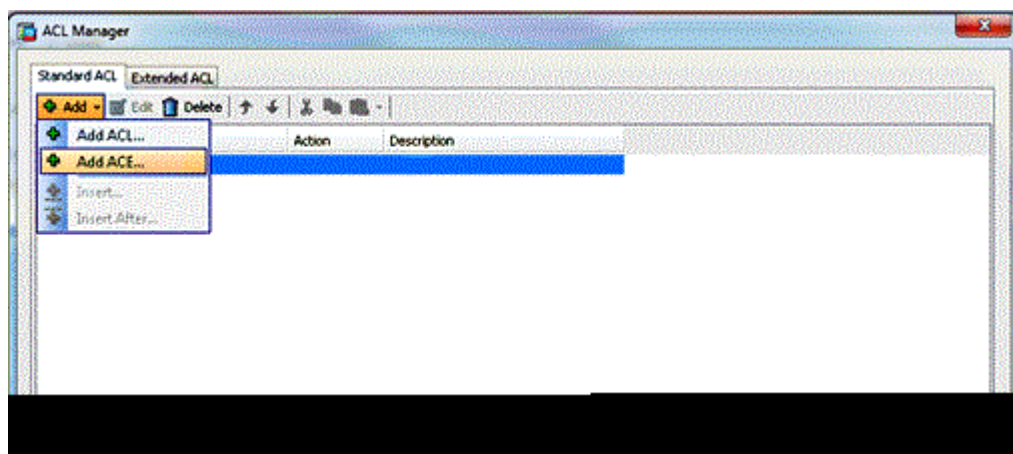 ACL Manager
Standard ACL Extended ACL
Add Edit Delete
Add ACL...
Action Description
Add ACE...
Insert...
Insert After...